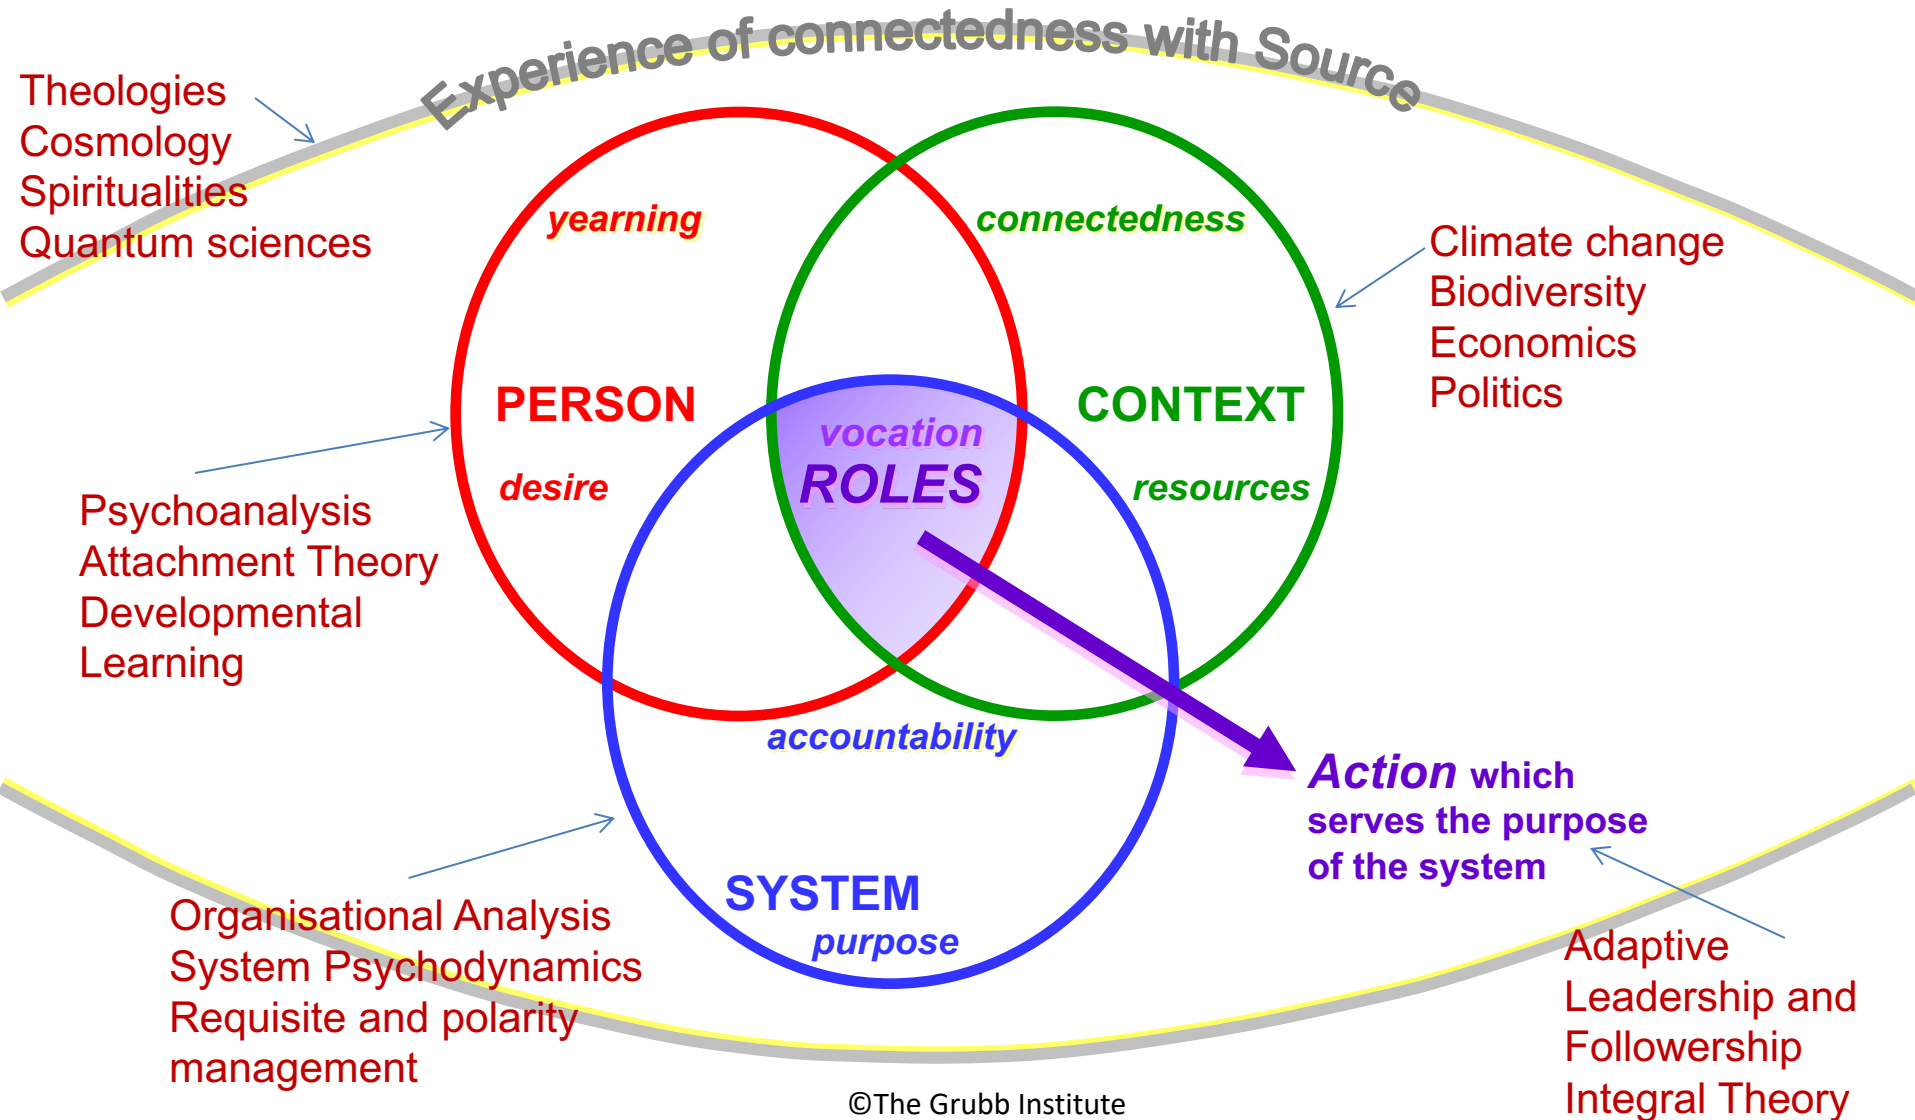 Experience of connectedness with Source
Theologies
Cosmology
Spiritualities
Quantum sciences
yearning
connectedness
Climate change
Biodiversity
Economics
Politics
PERSON
CONTEXT
vocation
ROLES
desire
resources
Psychoanalysis
Attachment Theory
Developmental
Learning
accountability
Action which
serves the purpose
of the system
SYSTEM
purpose
Organisational Analysis
System Psychodynamics
Requisite and polarity
management
Adaptive
Leadership and
Followership
Integral Theory
©The Grubb Institute